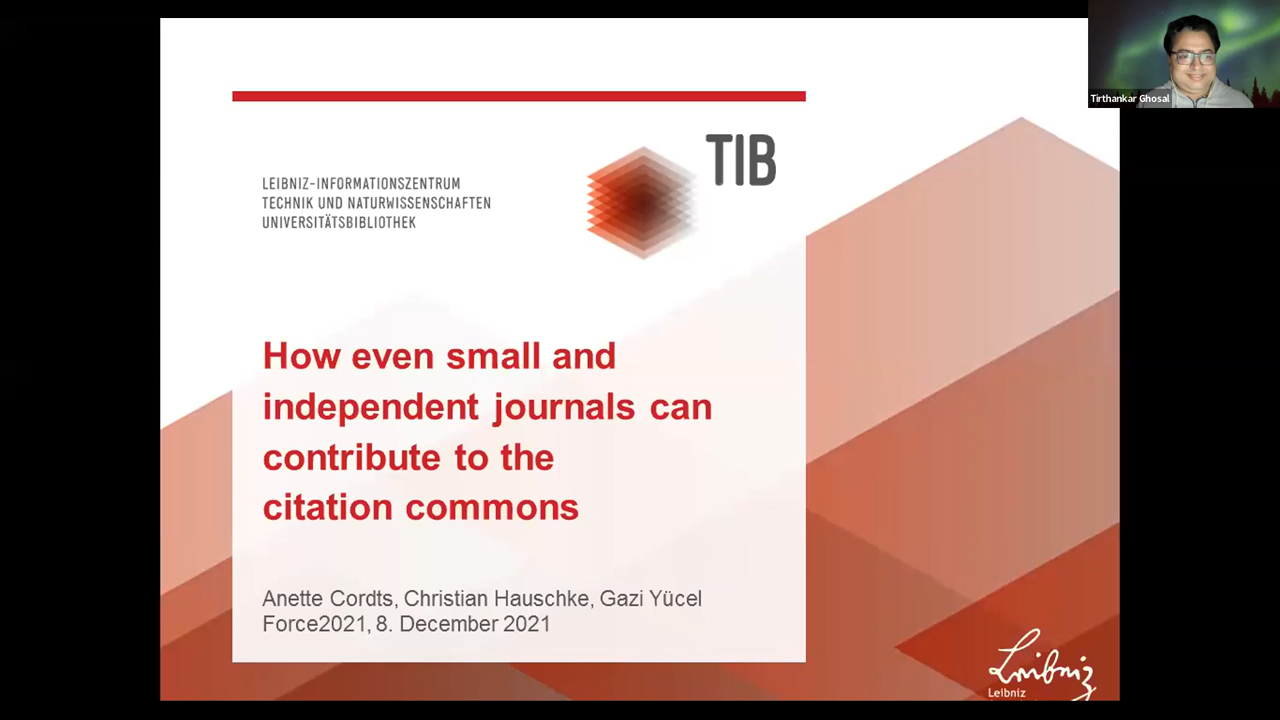 Tirthankar Ghosal
TIB
LEIBNIZ-INFORMATIONSZENTRUM
TECHNIK UND NATURWISSENSCHAFTEN
UNIVERSITÄTSBIBLIOTHEK
How even small and
independent journals can
contribute to the
citation commons
Anette Cordts, Christian Hauschke, Gazi Yücel
Force2021, 8. December 2021
Leibniz
Leibniz